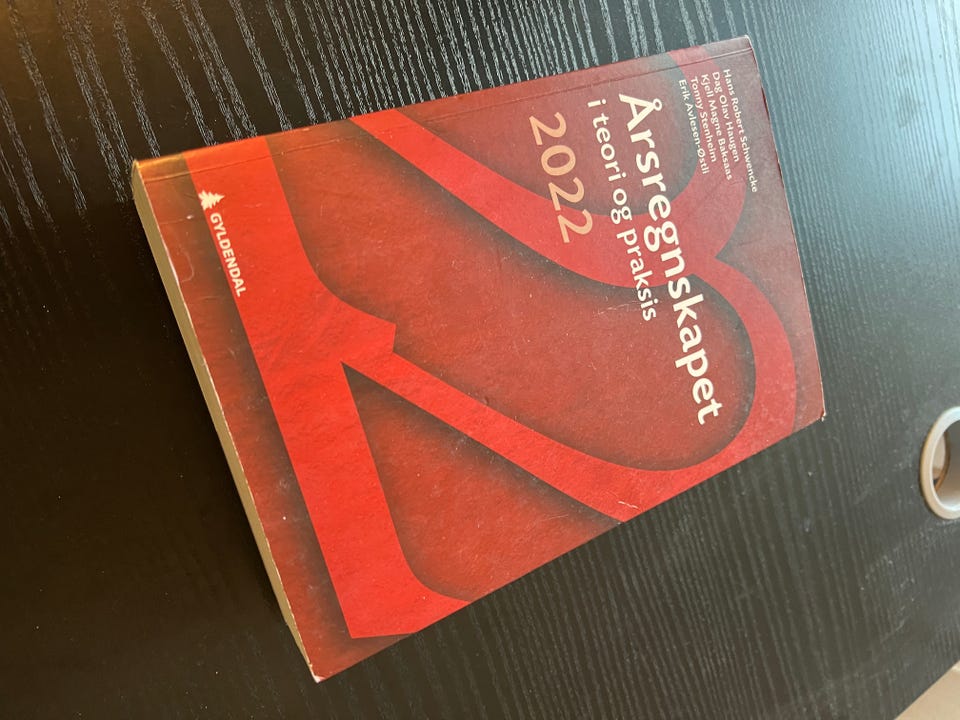 Hans Robert Schwencke
Dag Olav Haugen
Kjell Magne Baksaas
Tonny Stenheim
Erik Avlesen-Østli
Årsregnskapet
i teori og praksis
2022
GYLDENDAL